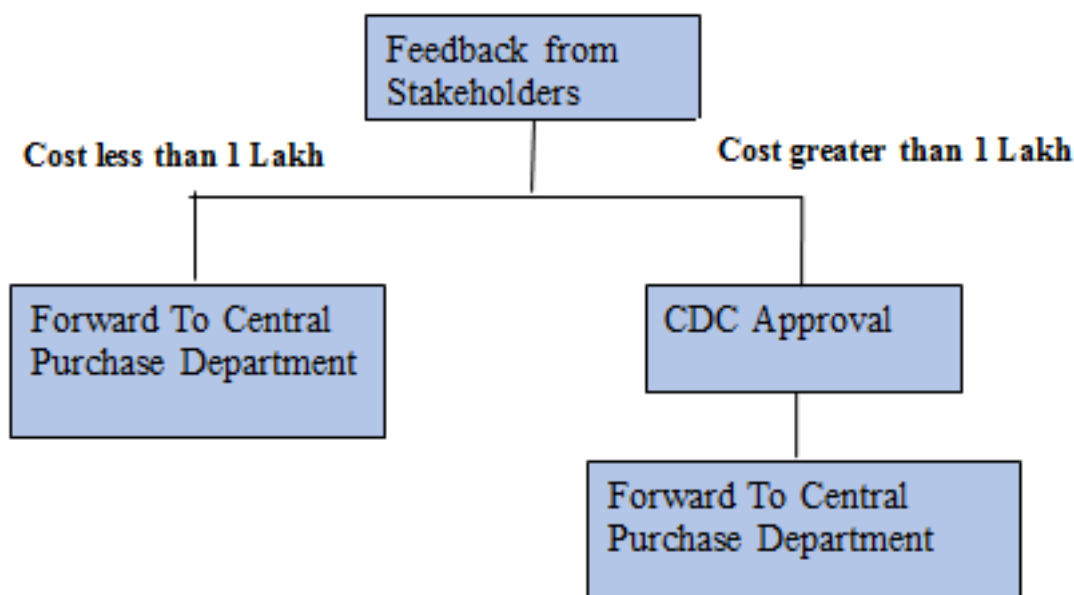 Feedback from
Stakeholders
Cost less than 1 Lakh
Cost greater than 1 Lakh
Forward To Central
Purchase Department
CDC Approval
Forward To Central
Purchase Department